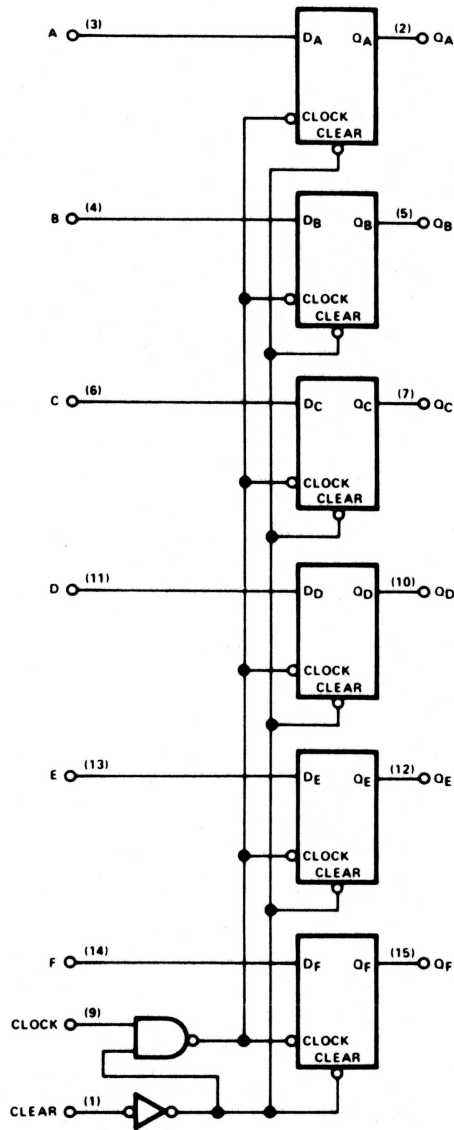 A (3) DA QA (2) QA
CLOCK
CLEAR
B (4) DB QB (5) QB
CLOCK
CLEAR
C (6) DC QC (7) QC
CLOCK
CLEAR
D (11) DD QD (10) QD
CLOCK
CLEAR
E (13) DE QE (12) QE
CLOCK
CLEAR
F (14) DF QF (15) QF
CLOCK (9) CLOCK
CLEAR
CLEAR (1)